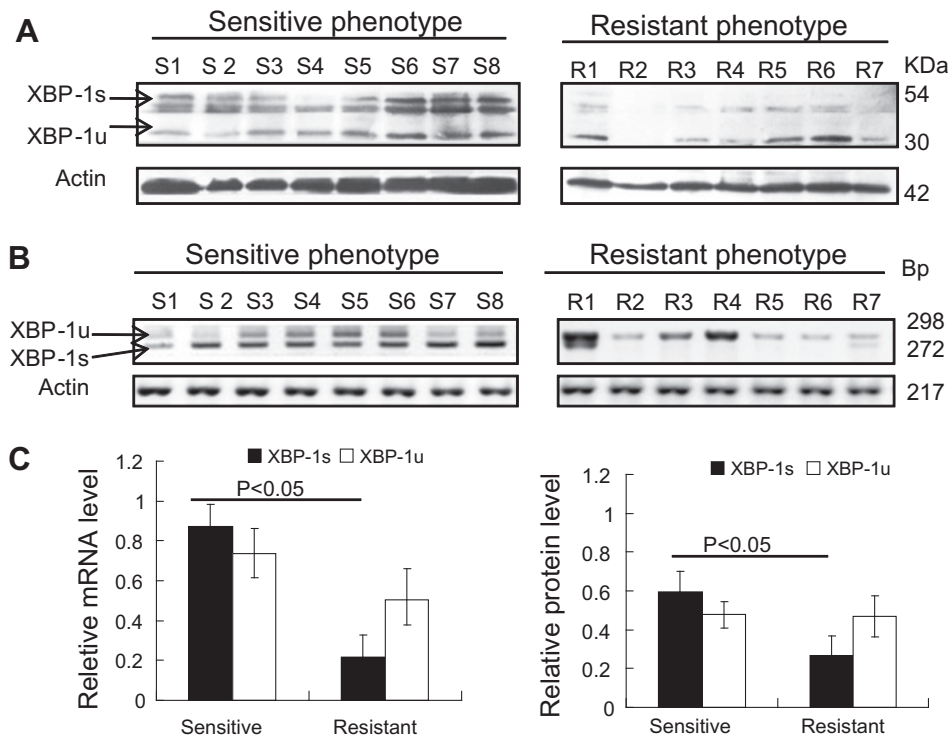 A
Sensitive phenotype
Resistant phenotype
S1 S 2 S3 S4 S5 S6 S7 S8
R1 R2 R3 R4 R5 R6 R7
KDa
XBP-1s
XBP-1u
54
30
Actin
42
B
Sensitive phenotype
Resistant phenotype
Bp
S1 S 2 S3 S4 S5 S6 S7 S8
R1 R2 R3 R4 R5 R6 R7
XBP-1u
XBP-1s
298
272
Actin
217
C
Reletive mRNA level
1.2
1
0.8
0.6
0.4
0.2
0
XBP-1s XBP-1u
P<0.05
Sensitive Resistant
Relative protein level
1.2
1
0.8
0.6
0.4
0.2
0
XBP-1s XBP-1u
P<0.05
Sensitive Resistant